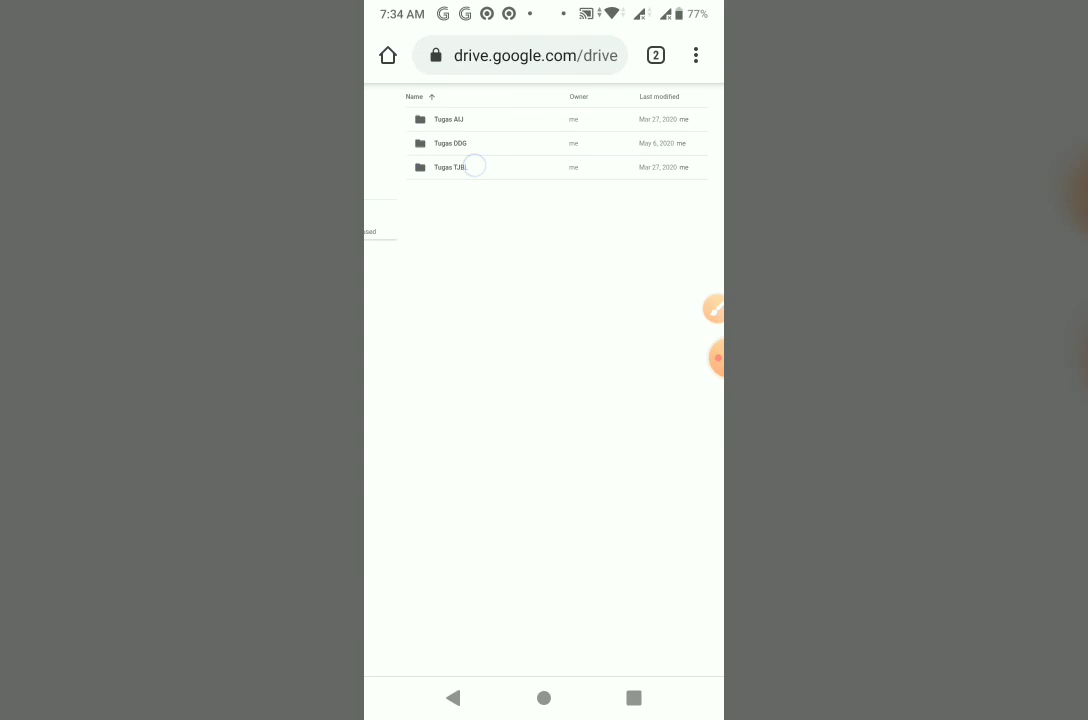 7:34 AM 77%
drive.google.com/drive 2
Name Owner Last modified
Tugas AIJ me Mar 27, 2020 me
Tugas DDG me May 6, 2020 me
Tugas me Mar 27, 2020 me